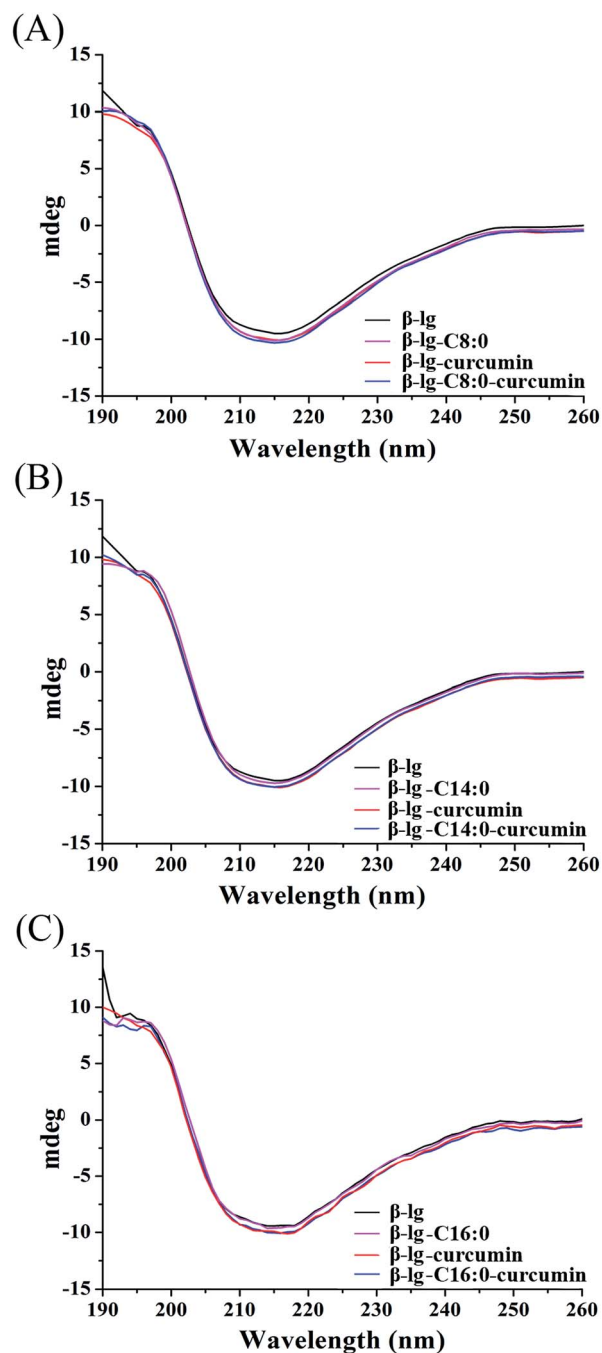 (A)
15
10
5
0
-5
-10
-15
mdeg
β-lg
β-lg-C8:0
β-lg-curcumin
β-lg-C8:0-curcumin
190 200 210 220 230 240 250 260
Wavelength (nm)
(B)
15
10
5
0
-5
-10
-15
mdeg
β-lg
β-lg-C14:0
β-lg-curcumin
β-lg-C14:0-curcumin
190 200 210 220 230 240 250 260
Wavelength (nm)
(C)
15
10
5
0
-5
-10
-15
mdeg
β-lg
β-lg-C16:0
β-lg-curcumin
β-lg-C16:0-curcumin
190 200 210 220 230 240 250 260
Wavelength (nm)